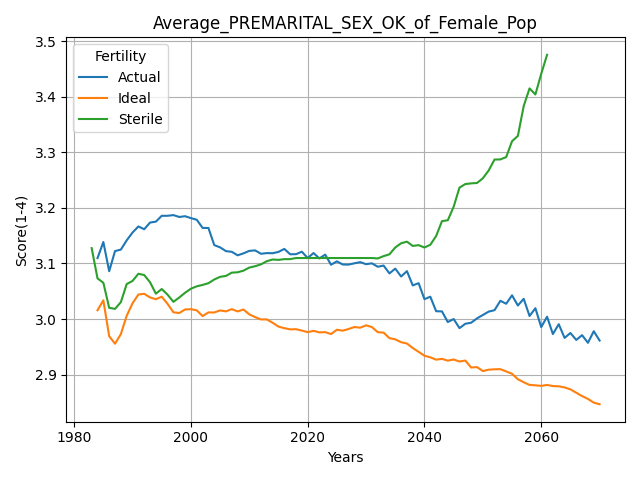 Average_PREMARITAL_SEX_OK_of_Female_Pop
Score(1-4)
3.5
3.4
3.3
3.2
3.1
3.0
2.9
Fertility
Actual
Ideal
Sterile
1980 2000 2020 2040 2060
Years